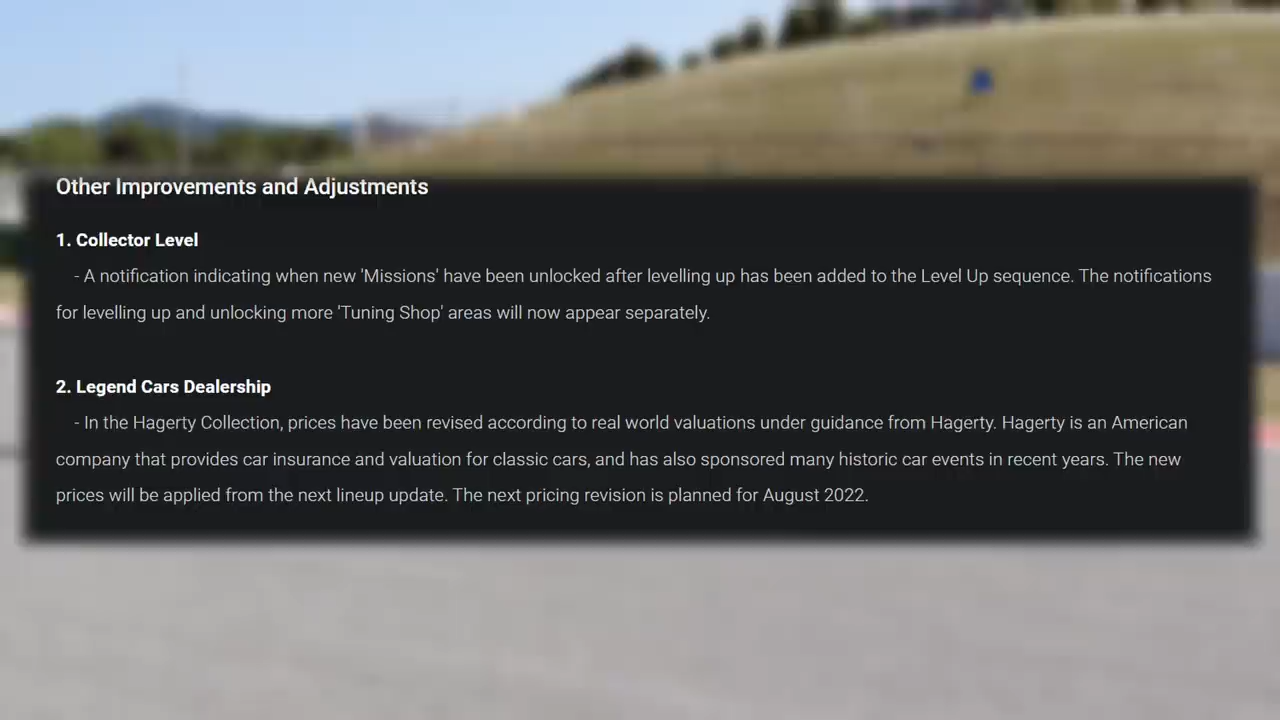 Other Improvements and Adjustments
1. Collector Level
- A notification indicating when new 'Missions' have been unlocked after levelling up has been added to the Level Up sequence. The notifications
for levelling up and unlocking more 'Tuning Shop' areas will now appear separately.
2. Legend Cars Dealership
- In the Hagerty Collection, prices have been revised according to real world valuations under guidance from Hagerty. Hagerty is an American
company that provides car insurance and valuation for classic cars, and has also sponsored many historic car events in recent years. The new
prices will be applied from the next lineup update. The next pricing revision is planned for August 2022.